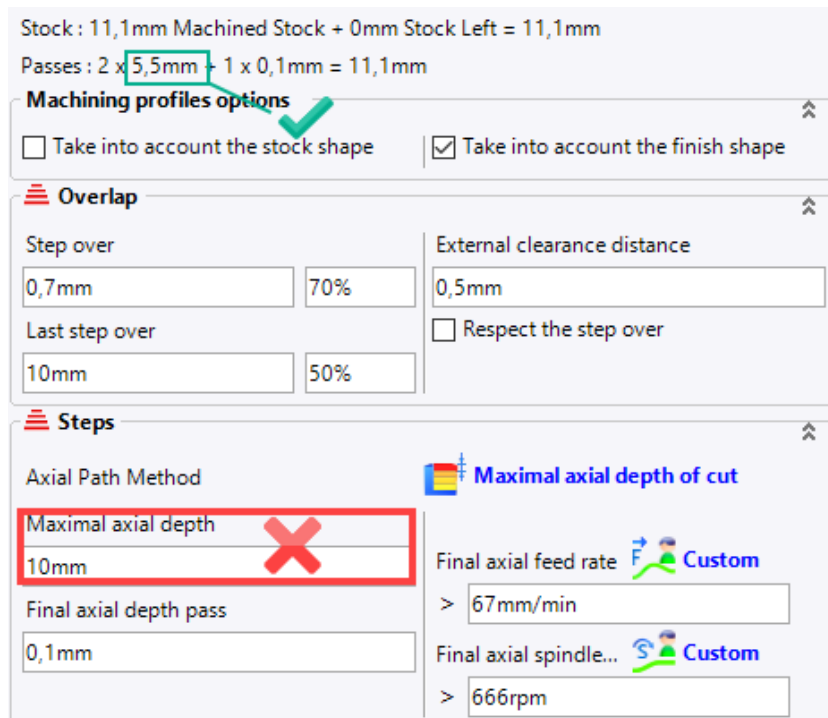 Stock : 11,1mm Machined Stock + 0mm Stock Left = 11,1mm
Passes : 2 x 5,5mm + 1 x 0,1mm = 11,1mm
Machining profiles options
Take into account the stock shape
Take into account the finish shape
Overlap
Step over
0,7mm 70%
Last step over
10mm 50%
External clearance distance
0,5mm
Respect the step over
Steps
Axial Path Method
Maximal axial depth of cut
Maximal axial depth
10mm
Final axial depth pass
0,1mm
Final axial feed rate F Custom
> 67mm/min
Final axial spindle... S Custom
> 666rpm